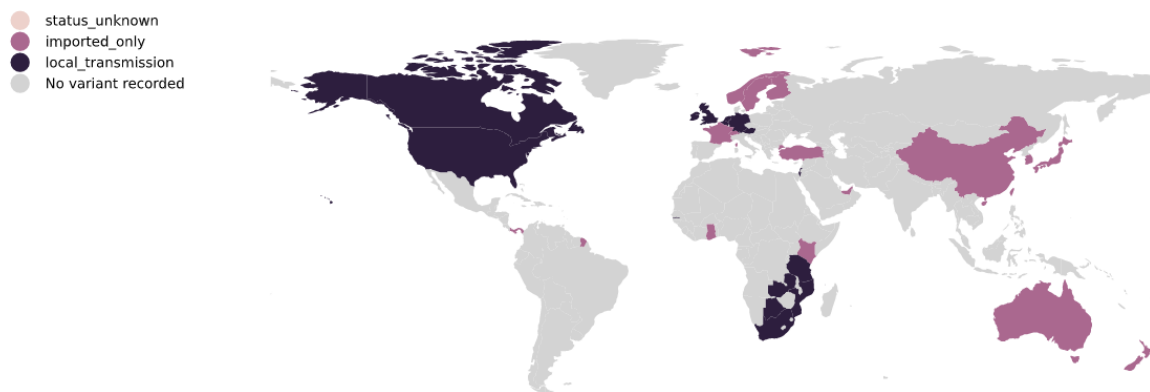 status_unknown
imported_only
local_transmission
No variant recorded